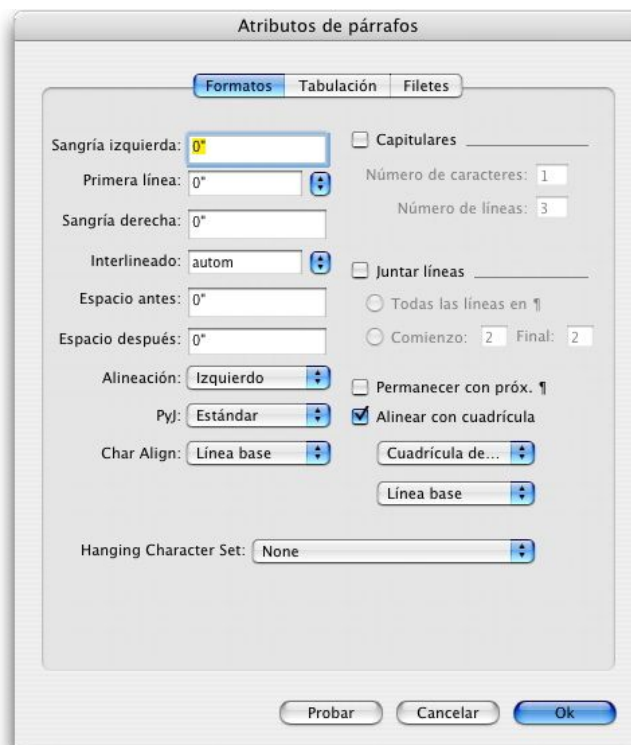 Atributos de párrafos
Formatos Tabulación Filetes
Sangría izquierda: 0"
Primera línea: 0"
Sangría derecha: 0"
Interlineado: autom
Espacio antes: 0"
Espacio después: 0"
Alineación: Izquierdo
PyJ: Estándar
Char Align: Línea base
Capitulares
Número de caracteres: 1
Número de líneas: 3
Juntar líneas
Todas las líneas en ¶
Comienzo: 2 Final: 2
Permanecer con próx. ¶
Alinear con cuadrícula
Cuadrícula de...
Línea base
Hanging Character Set: None
Probar Cancelar Ok